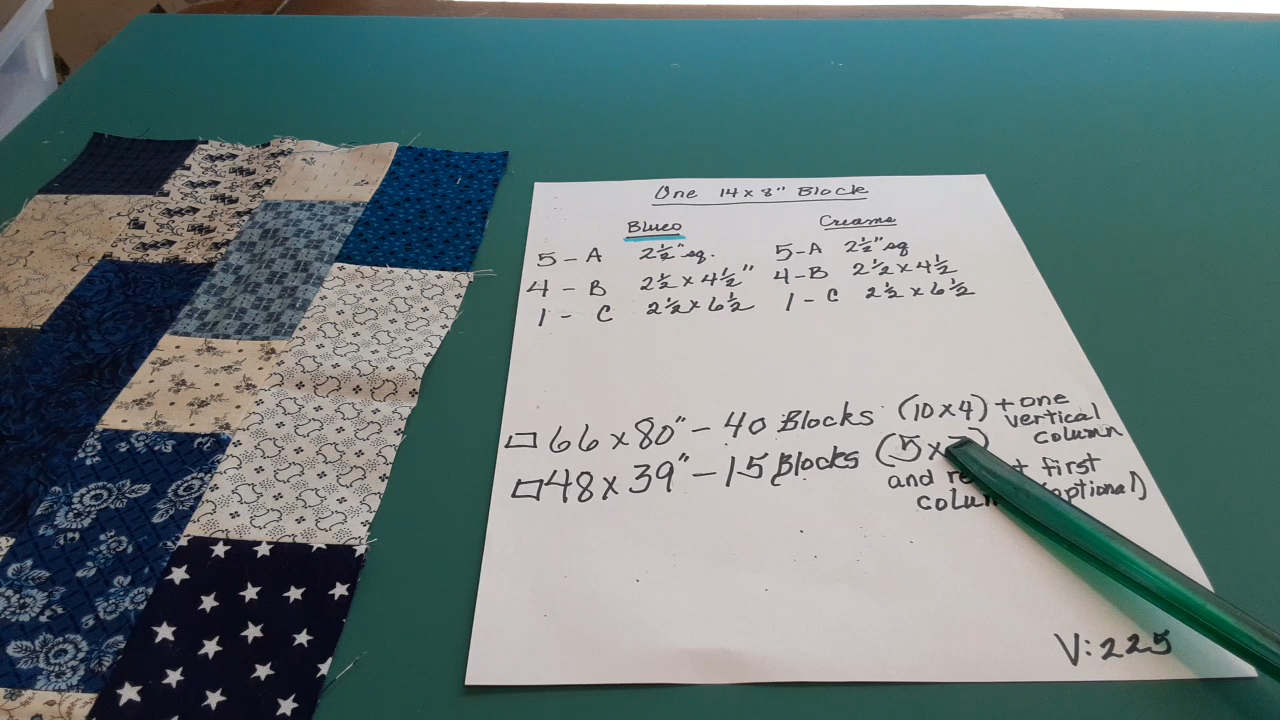 One 14 x 8" Block
Blues Creams
5 - A 2½" sq. 5-A 2½" sq
4 - B 2½ x 4½" 4-B 2½ x 4½
1 - C 2½ x 6½ 1 - C 2½ x 6½
66 x 80" - 40 Blocks (10 x 4) + one
vertical
column
48 x 39" - 15 Blocks (5 x
and first
(optional)
V: 225